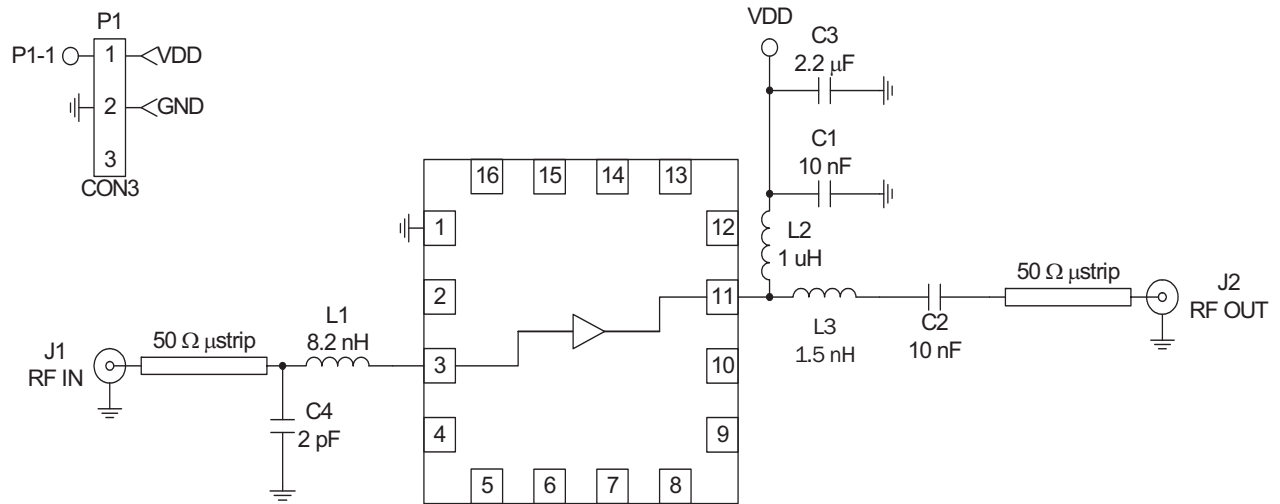 P1
P1-1
1
VDD
2
GND
3
CON3
VDD
C3
2.2 μF
C1
10 nF
L2
1 uH
16
15
14
13
1
12
2
11
3
10
4
9
5
6
7
8
J1
RF IN
50 Ω μstrip
L1
8.2 nH
C4
2 pF
L3
1.5 nH
C2
10 nF
50 Ω μstrip
J2
RF OUT